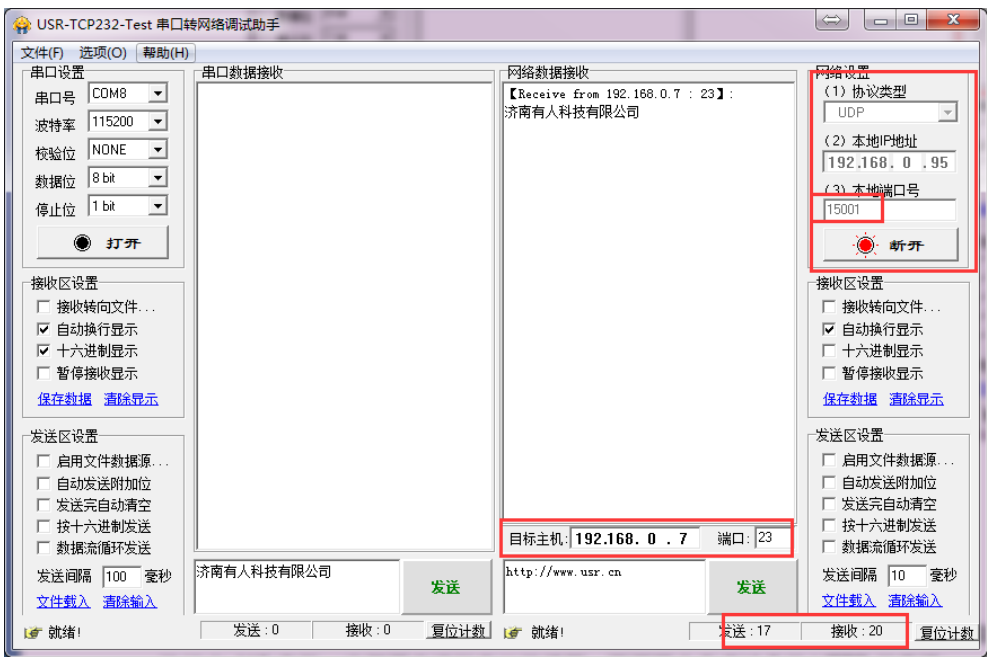 USR-TCP232-Test 串口转网络调试助手
文件(F) 选项(O) 帮助(H)
串口设置
串口号 COM8
波特率 115200
校验位 NONE
数据位 8 bit
停止位 1 bit
打开
接收区设置
接收转向文件...
自动换行显示
十六进制显示
暂停接收显示
保存数据 清除显示
发送区设置
启用文件数据源...
自动发送附加位
发送完自动清空
按十六进制发送
数据流循环发送
发送间隔 100 毫秒
文件载入 清除输入
就绪!
串口数据接收
济南有人科技有限公司
发送
发送:0 接收:0 复位计数
网络数据接收
【Receive from 192.168.0.7 : 23】:
济南有人科技有限公司
目标主机: 192.168. 0 . 7 端口: 23
http://www.usr.cn
发送
就绪!
发送:17 接收:20 复位计数
网络设置
(1) 协议类型
UDP
(2) 本地IP地址
192.168. 0 .95
(3) 本地端口号
15001
断开
接收区设置
接收转向文件...
自动换行显示
十六进制显示
暂停接收显示
保存数据 清除显示
发送区设置
启用文件数据源...
自动发送附加位
发送完自动清空
按十六进制发送
数据流循环发送
发送间隔 10 毫秒
文件载入 清除输入